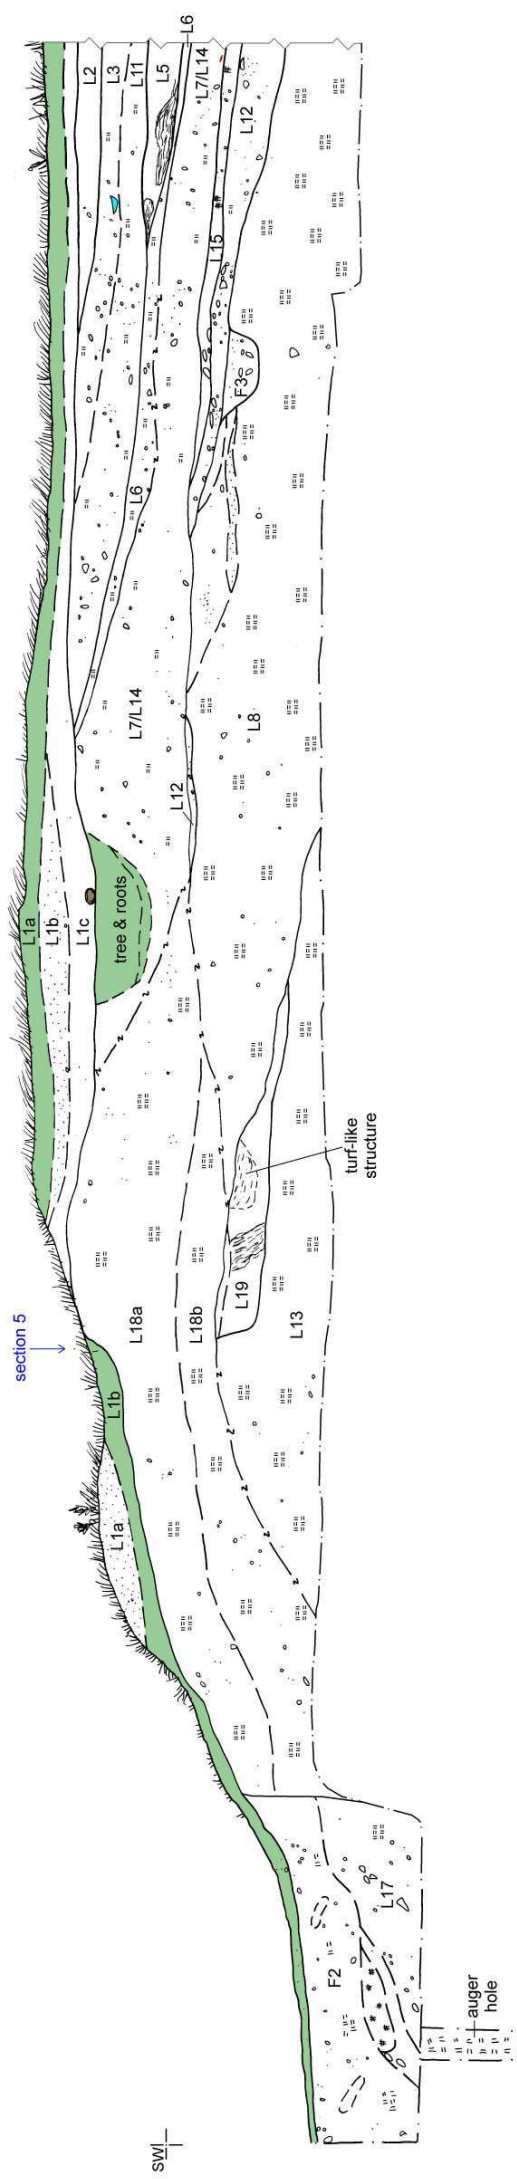 SW
auger
hole
F2
L17
L1a
L1b
section 5
L18a
L18b
L19
L13
turf-like
structure
L1a
L1b
L1c
tree & roots
L12
L7/L14
L8
L6
F3
L15
L12
L2
L3
L11
L5
L7/L14
L6